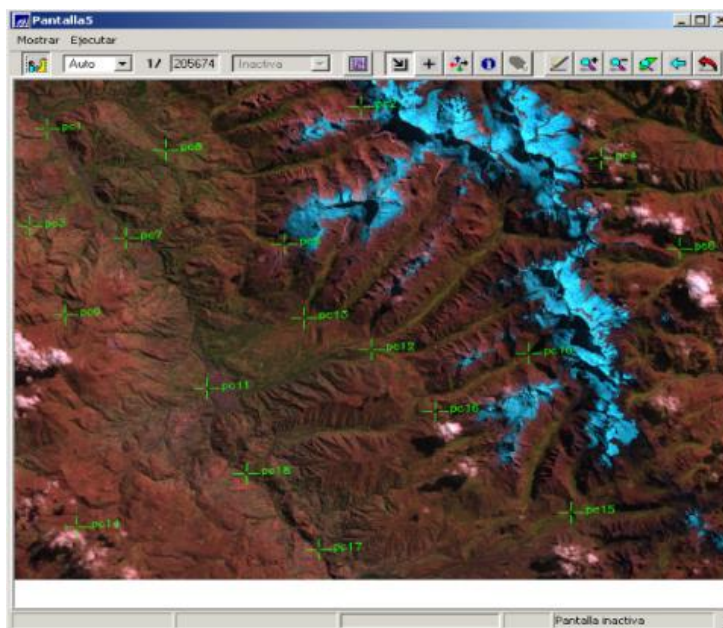 Pantalla5
Mostrar Ejecutar
Auto 1/ 205674 Inactiva
pc2
pc1
pc8
pc4
pc3
pc7
pc6
pc9
pc13
pc12
pc10
pc11
pc16
pc18
pc15
pc14
pc17
Pantalla inactiva